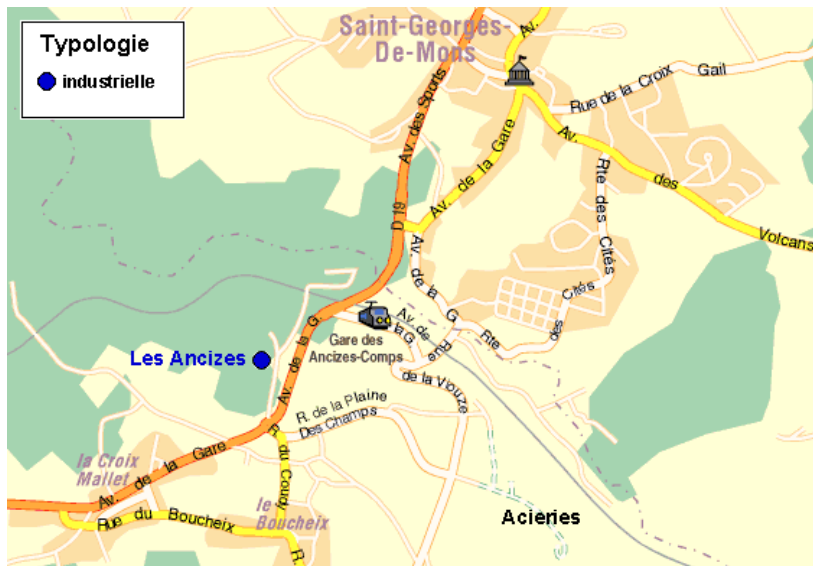 Typologie
industrielle
Saint-Georges-
De-Mons
Av.
Rue de la Croix Gail
Av. des Sports
Av. de la Gare
Av. des Volcans
Rte des Cités
D 19
Av. de la G.
Rte des Cités
Av. de la G.
Rue de la Viouze
Gare des
Ancizes-Comps
Av. de la G.
Les Ancizes
R. de la Plaine
Des Champs
R. du Coudy
Av. de la Gare
la Croix
Mallet
le
Boucheix
Rue du Boucheix
R.
Acieries